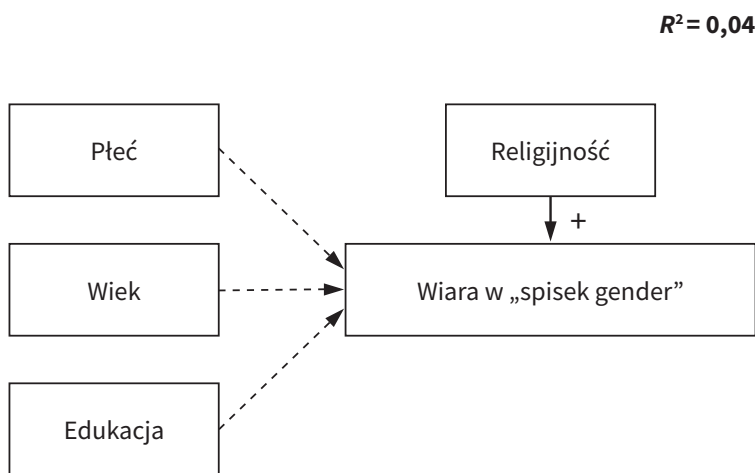 R² = 0,04
Płeć
Religijność
+
Wiek
Wiara w „spisek gender”
Edukacja